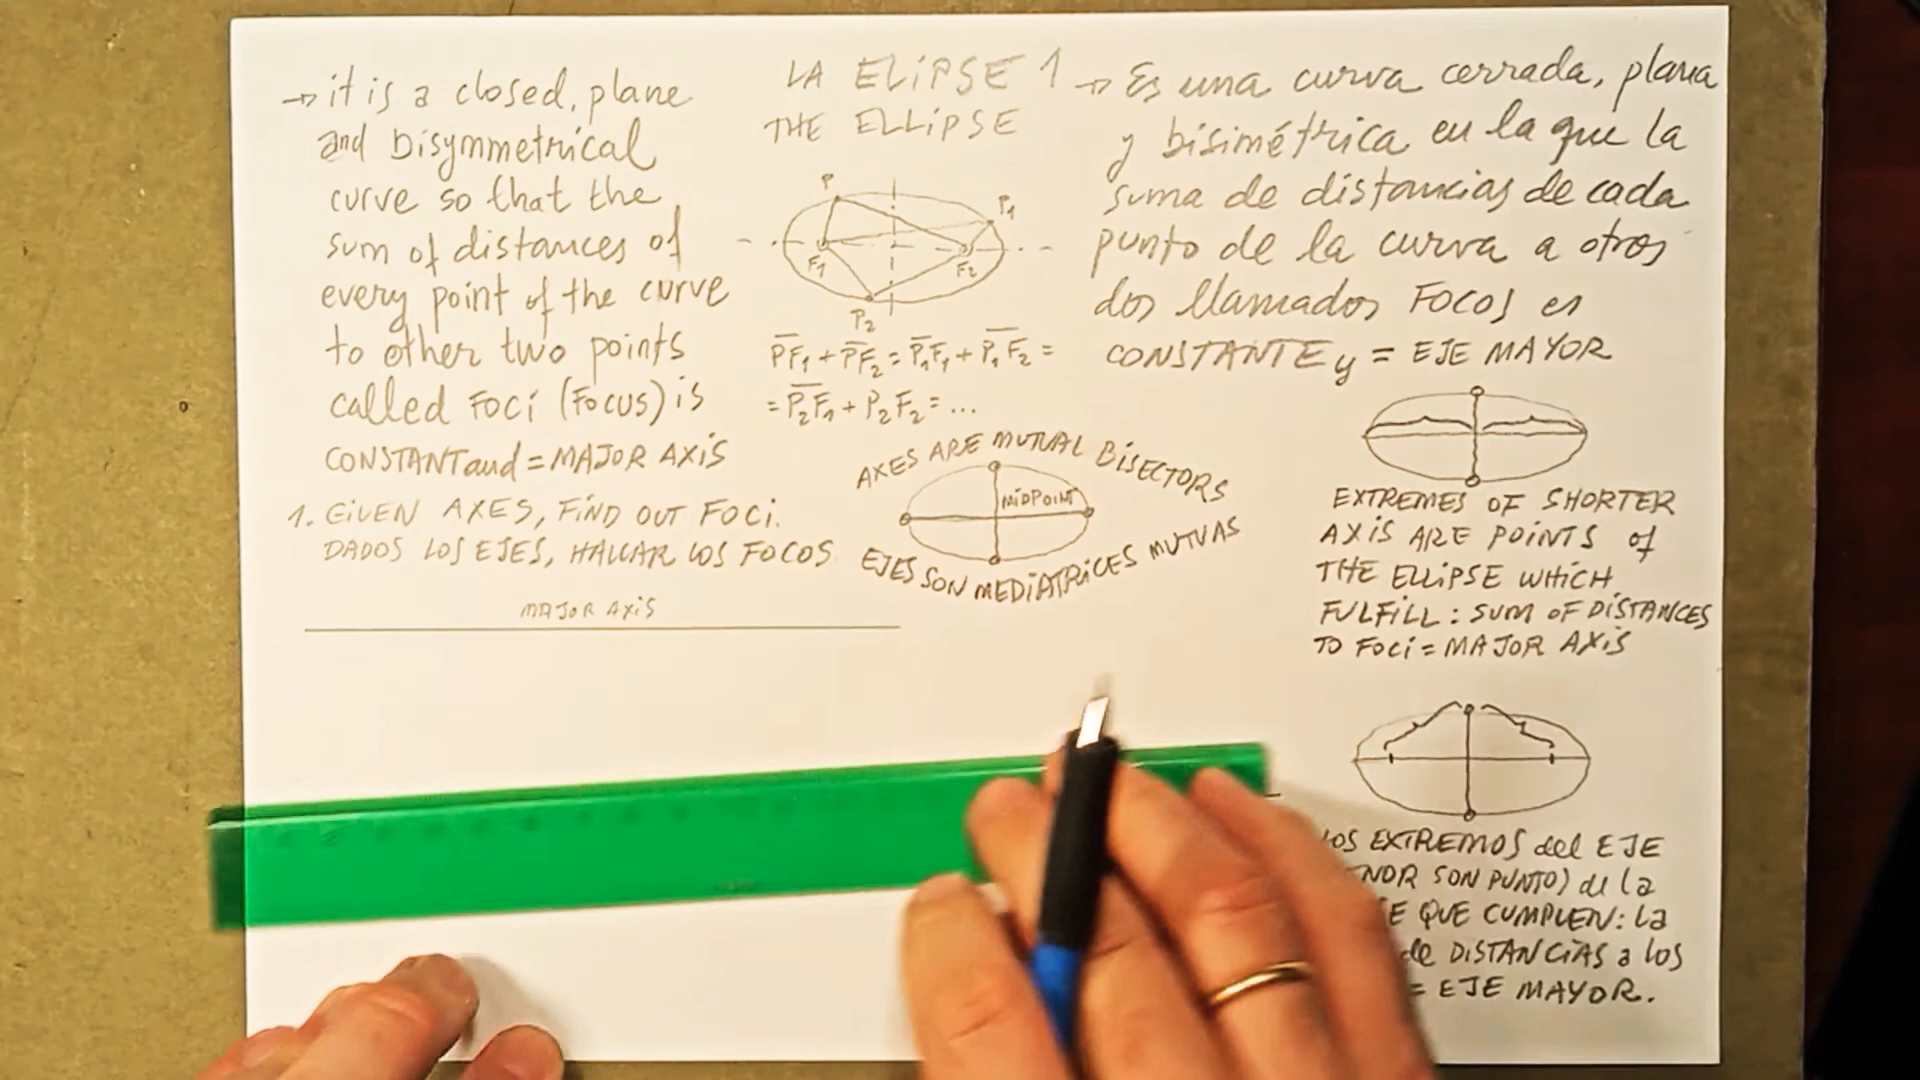 LA ELIPSE 1
THE ELLIPSE
→ it is a closed, plane
and bisymmetrical
curve so that the
sum of distances of
every point of the curve
to other two points
called FOCI (FOCUS) is
CONSTANT and = MAJOR AXIS
1. GIVEN AXES, FIND OUT FOCI.
DADOS LOS EJES, HALLAR LOS FOCOS.
MAJOR AXIS
P
P1
F1
F2
P2
PF1 + PF2 = P1F1 + P1F2 =
= P2F1 + P2F2 = ...
AXES ARE MUTUAL BISECTORS
MIDPOINT
EJES SON MEDIATRICES MUTUAS
→ Es una curva cerrada, plana
y bisimétrica en la que la
suma de distancias de cada
punto de la curva a otros
dos llamados FOCOS es
CONSTANTE y = EJE MAYOR
EXTREMES OF SHORTER
AXIS ARE POINTS of
THE ELLIPSE WHICH
FULFILL: SUM OF DISTANCES
TO FOCI = MAJOR AXIS
LOS EXTREMOS del EJE
SON PUNTOS de la
QUE CUMPLEN: La
de DISTANCIAS a los
= EJE MAYOR.